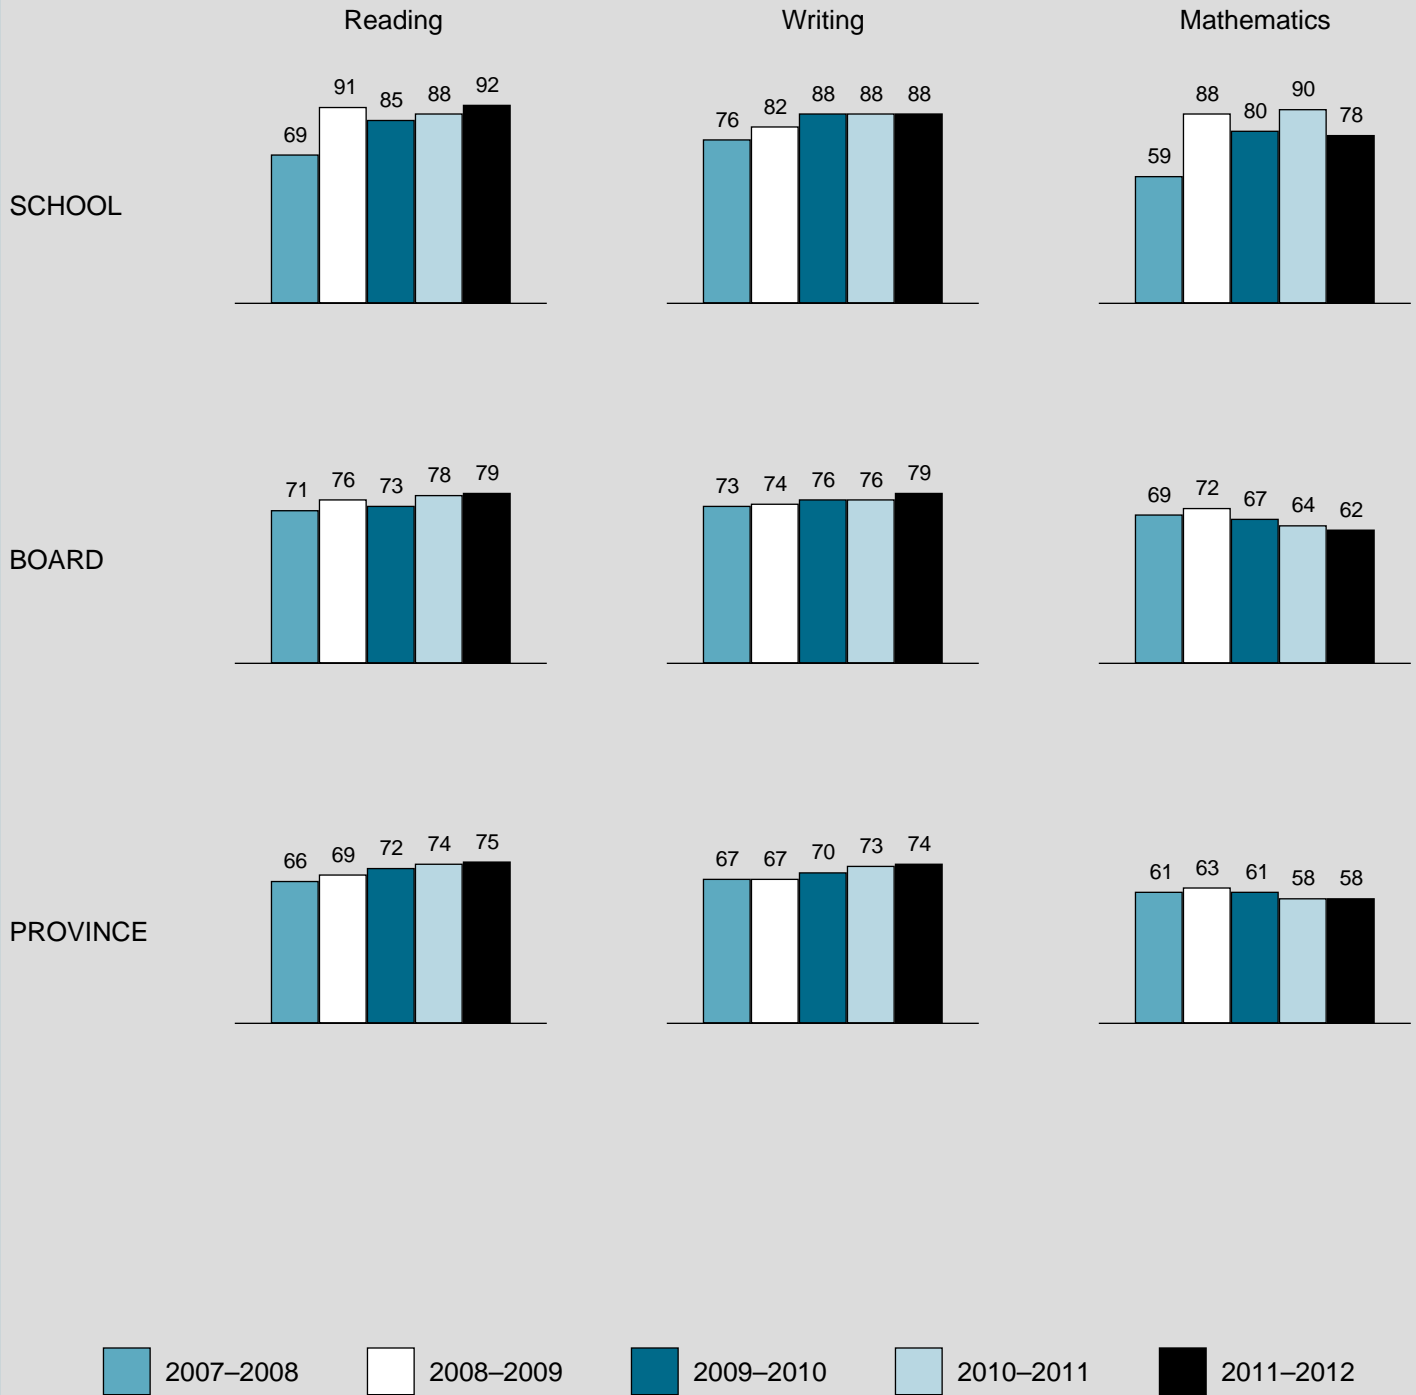 Reading Writing Mathematics
SCHOOL
69 91 85 88 92
76 82 88 88 88
59 88 80 90 78
BOARD
71 76 73 78 79
73 74 76 76 79
69 72 67 64 62
PROVINCE
66 69 72 74 75
67 67 70 73 74
61 63 61 58 58
2007–2008 2008–2009 2009–2010 2010–2011 2011–2012